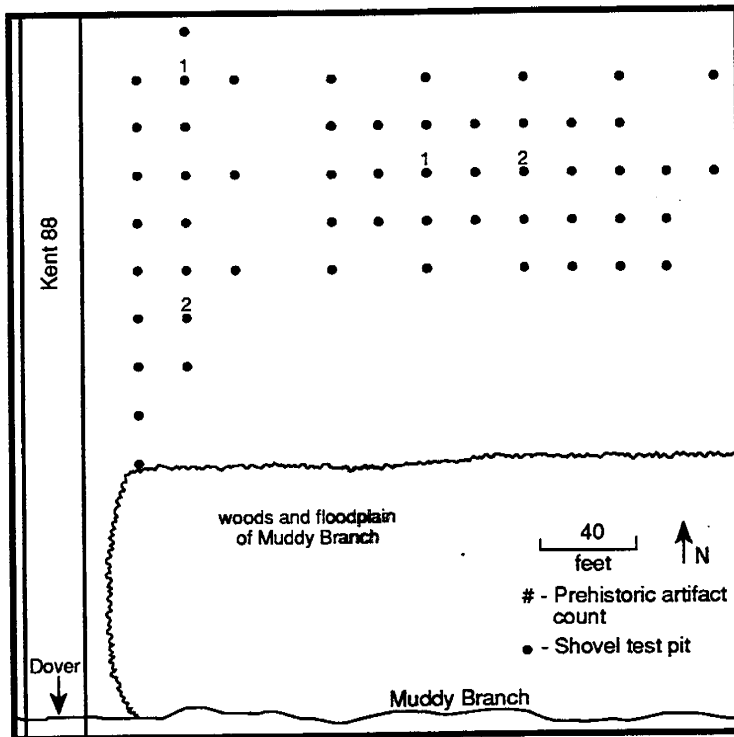 1
1
2
Kent 88
2
woods and floodplain
of Muddy Branch
40
feet
N
# - Prehistoric artifact
count
● - Shovel test pit
Dover
Muddy Branch